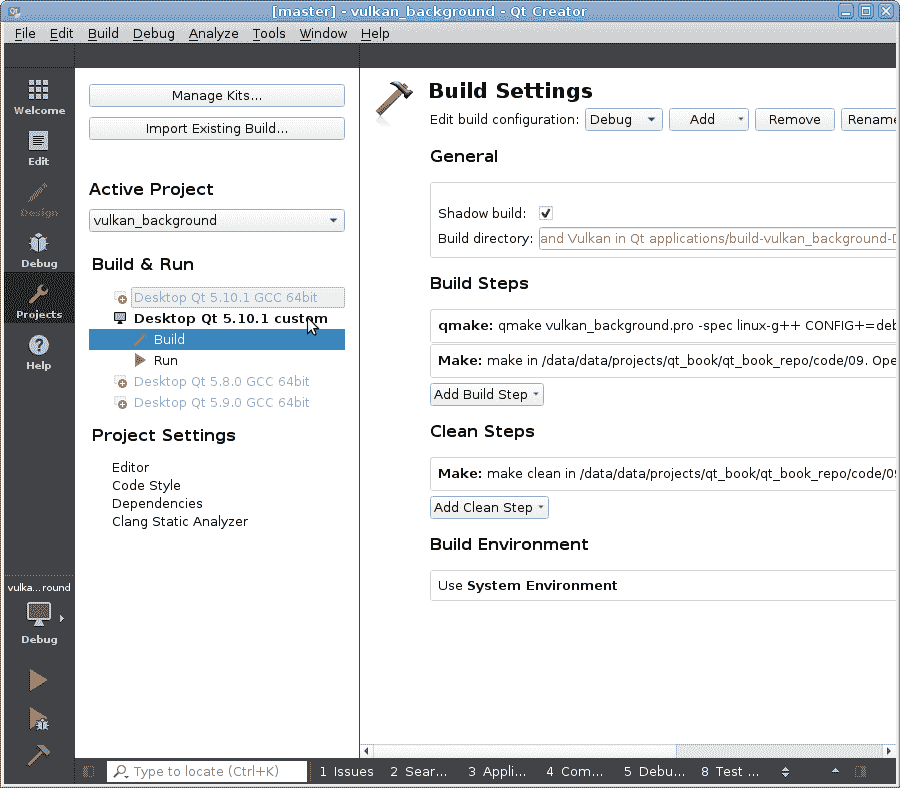 [master] - vulkan_background - Qt Creator
File Edit Build Debug Analyze Tools Window Help
Welcome
Edit
Design
Debug
Projects
Help
vulka...round
Debug
Manage Kits...
Import Existing Build...
Active Project
vulkan_background
Build & Run
Desktop Qt 5.10.1 GCC 64bit
Desktop Qt 5.10.1 custom
Build
Run
Desktop Qt 5.8.0 GCC 64bit
Desktop Qt 5.9.0 GCC 64bit
Project Settings
Editor
Code Style
Dependencies
Clang Static Analyzer
Build Settings
Edit build configuration: Debug Add Remove Rename
General
Shadow build:
Build directory: and Vulkan in Qt applications/build-vulkan_background-D
Build Steps
qmake: qmake vulkan_background.pro -spec linux-g++ CONFIG+=deb
Make: make in /data/data/projects/qt_book/qt_book_repo/code/09. Ope
Add Build Step
Clean Steps
Make: make clean in /data/data/projects/qt_book/qt_book_repo/code/09
Add Clean Step
Build Environment
Use System Environment
Type to locate (Ctrl+K) 1 Issues 2 Sear... 3 Appli... 4 Com... 5 Debu... 8 Test ...